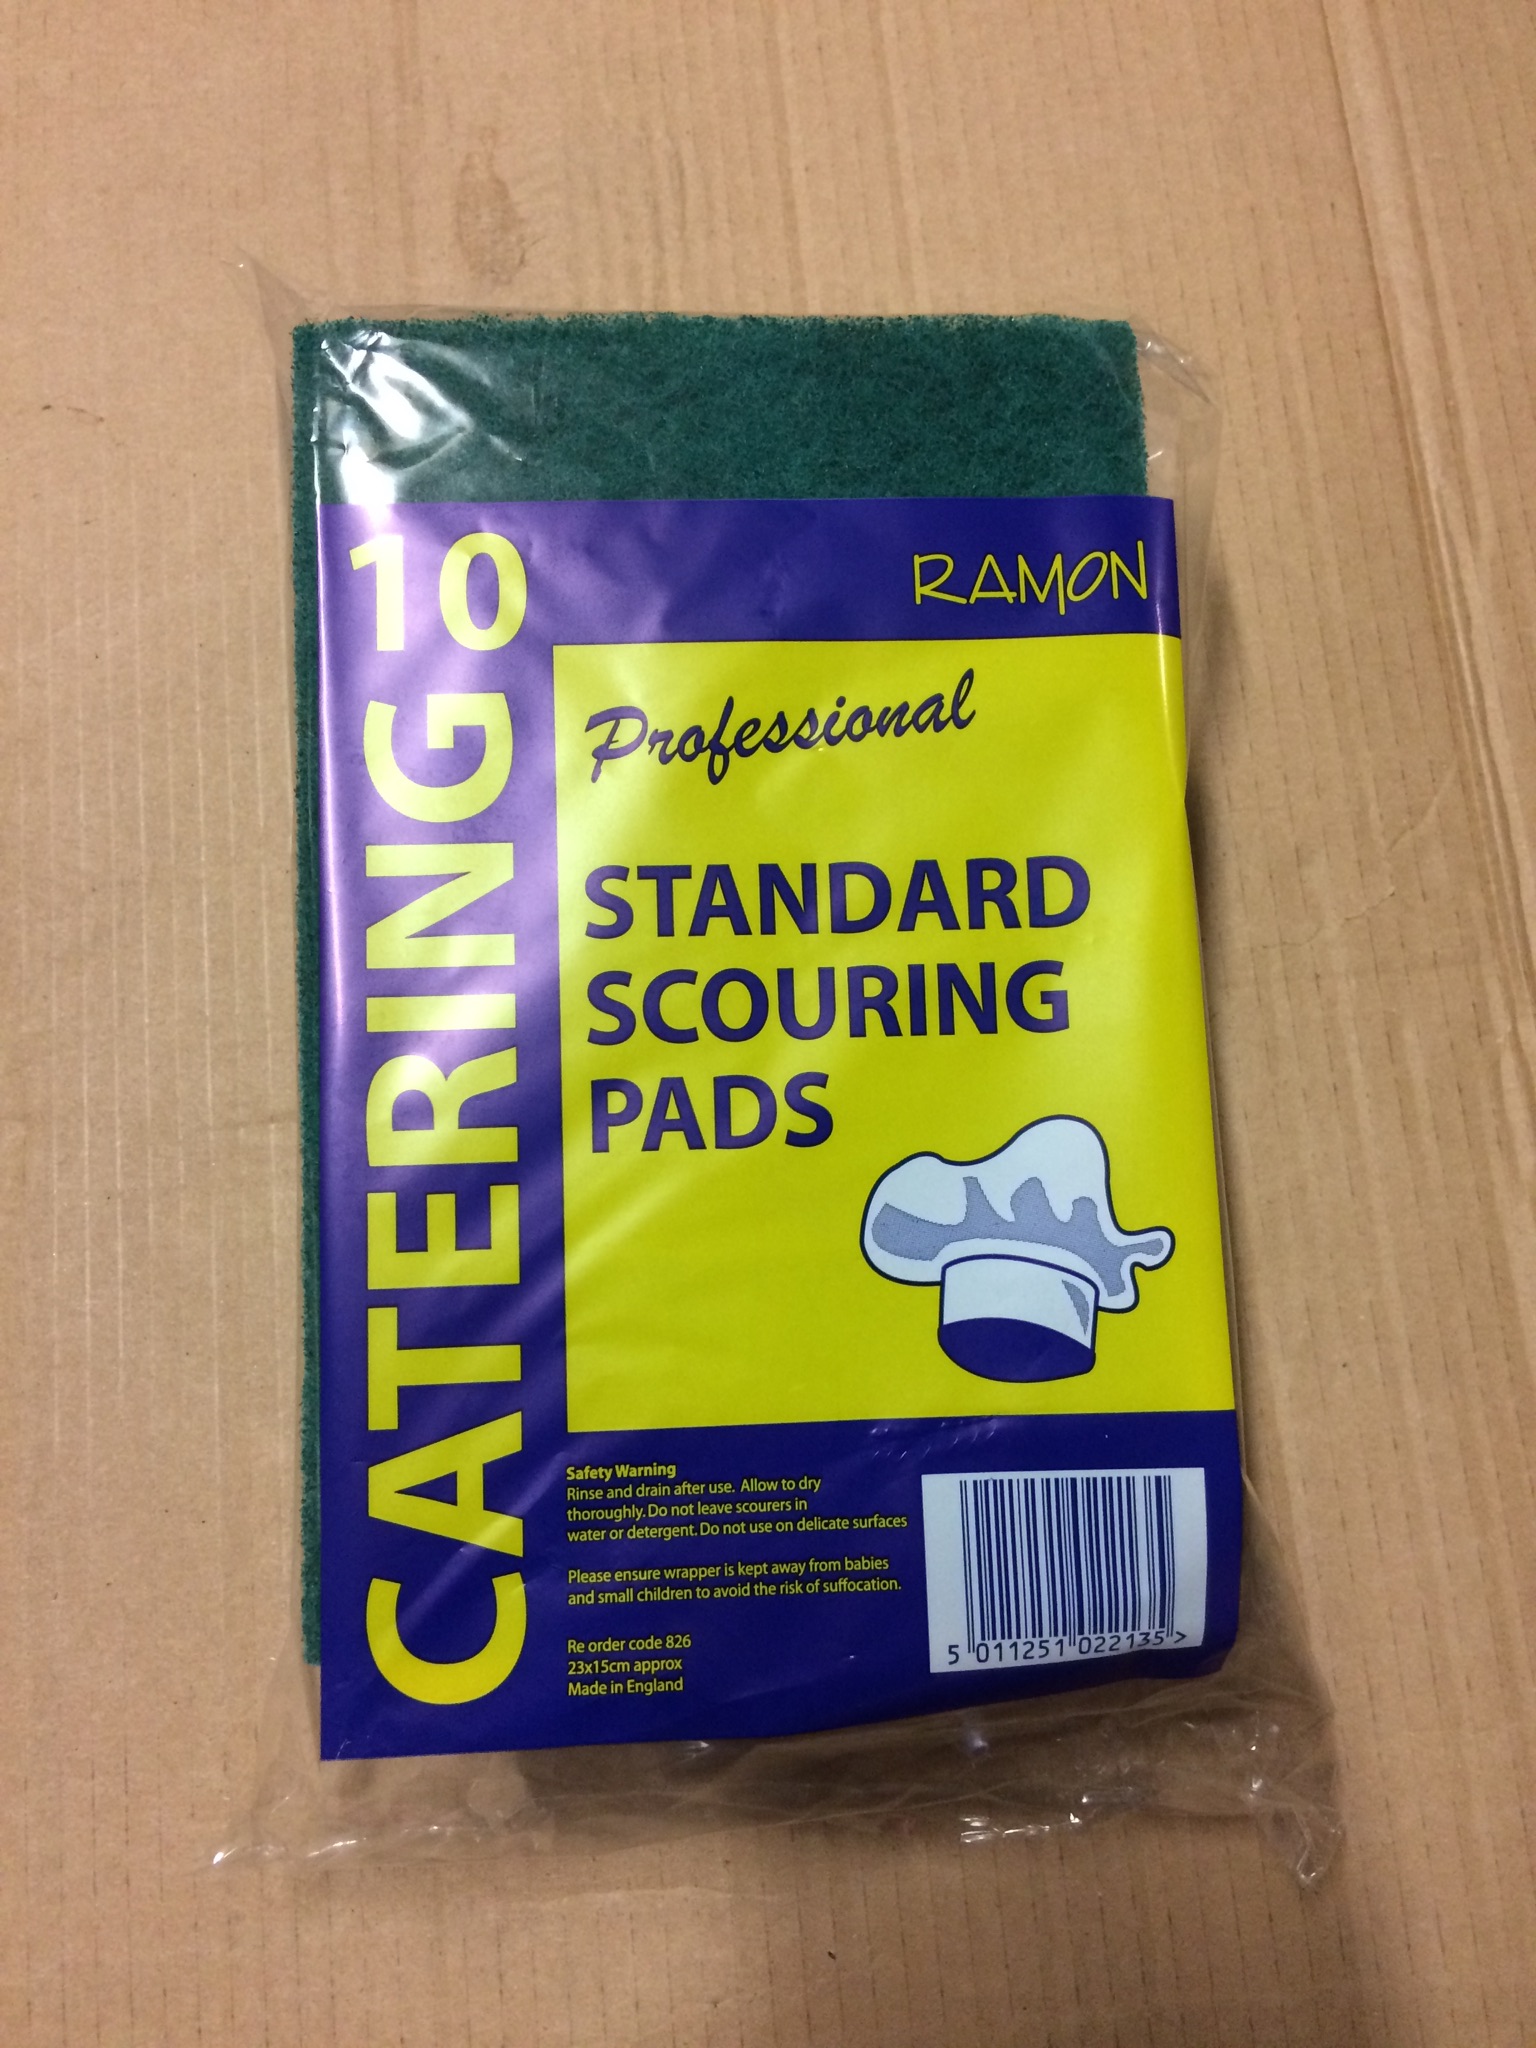 10
CATERING
RAMON
Professional
STANDARD
SCOURING
PADS
Safety Warning
Rinse and drain after use. Allow to dry
thoroughly. Do not leave scourers in
water or detergent. Do not use on delicate surfaces
Please ensure wrapper is kept away from babies
and small children to avoid the risk of suffocation.
Re order code 826
23x15cm approx
Made in England
5 011251 022135 >